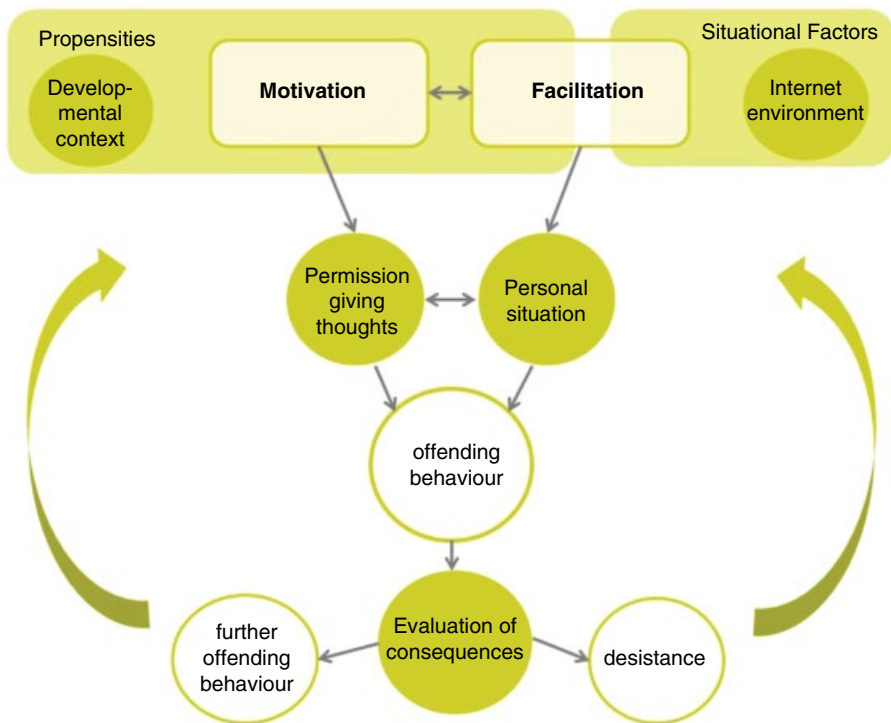 Propensities
Situational Factors
Develop-
mental
context
Motivation
Facilitation
Internet
environment
Permission
giving
thoughts
Personal
situation
offending
behaviour
Evaluation of
consequences
further
offending
behaviour
desistance